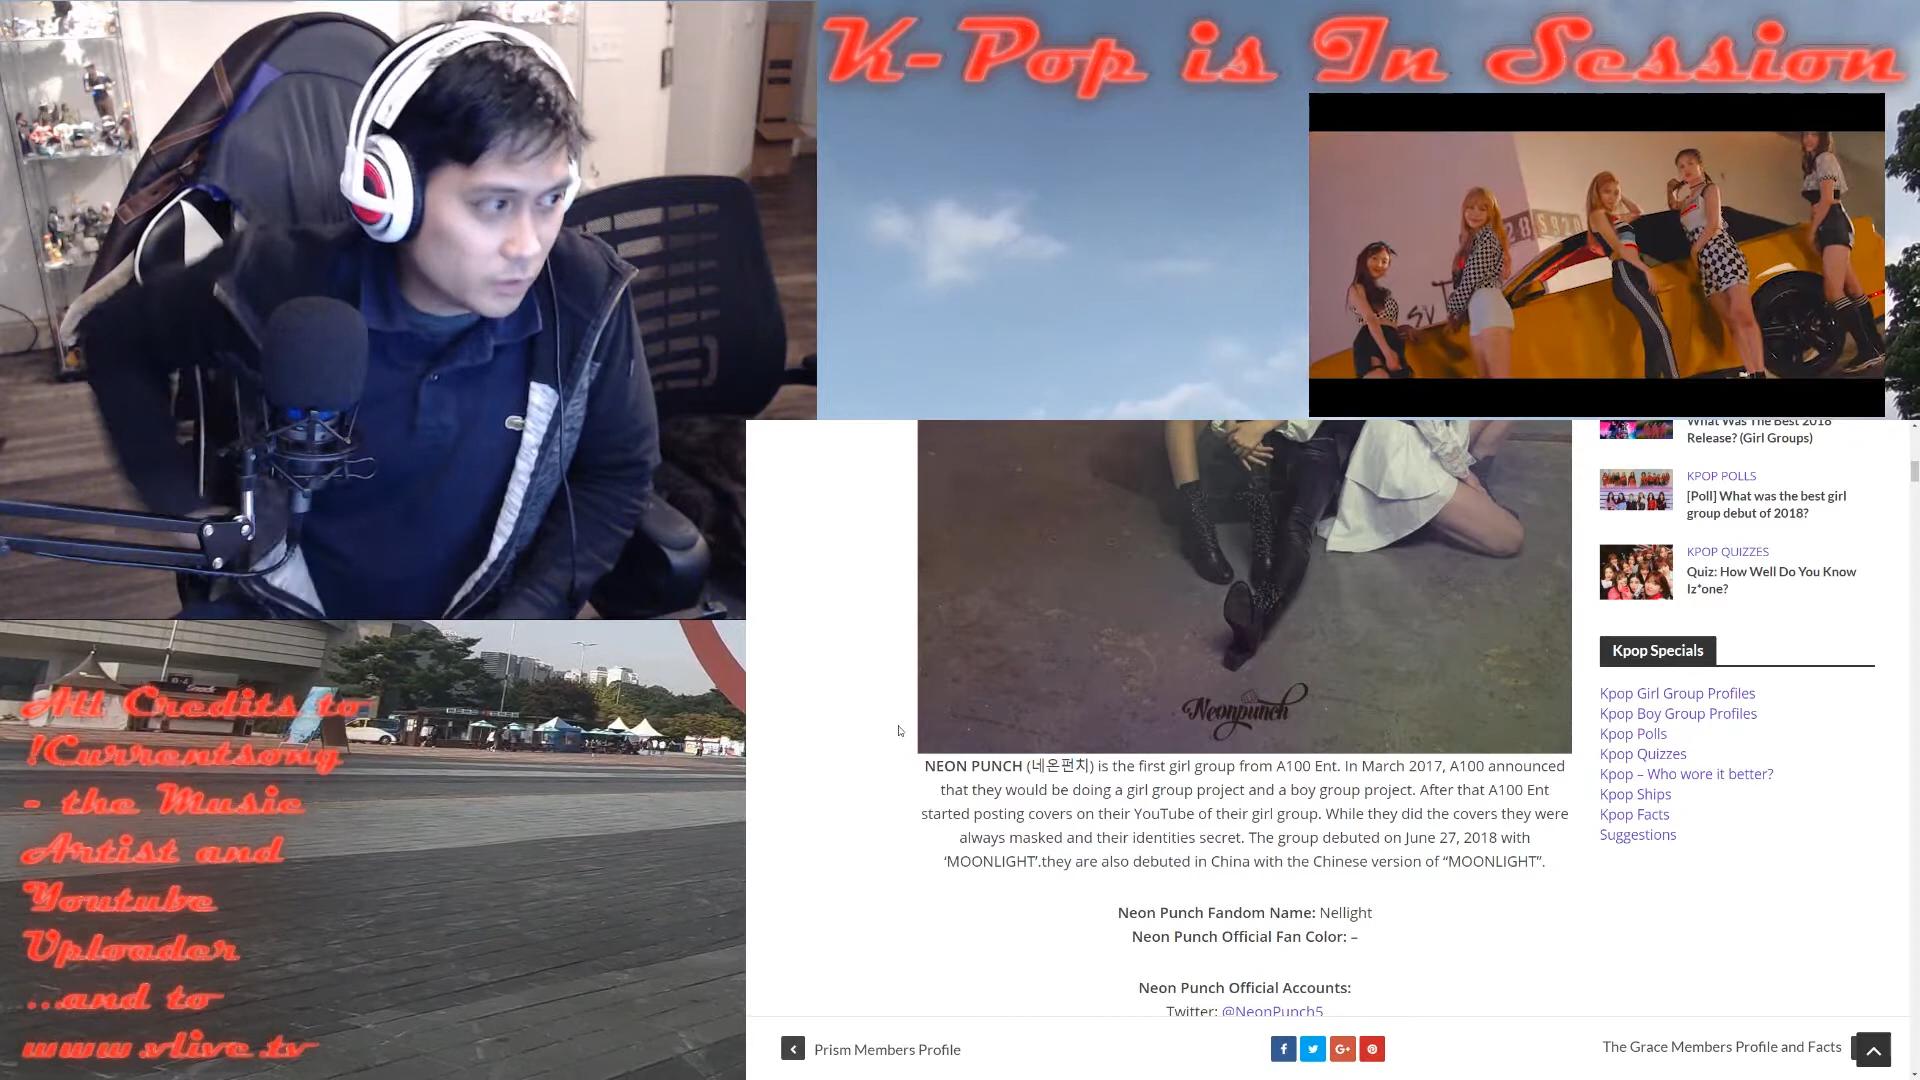 K-Pop is In Session
What Was The Best 2018
Release? (Girl Groups)
KPOP POLLS
[Poll] What was the best girl
group debut of 2018?
KPOP QUIZZES
Quiz: How Well Do You Know
Iz*one?
Kpop Specials
Kpop Girl Group Profiles
Kpop Boy Group Profiles
Kpop Polls
Kpop Quizzes
Kpop – Who wore it better?
Kpop Ships
Kpop Facts
Suggestions
Neonpunch
NEON PUNCH (네온펀치) is the first girl group from A100 Ent. In March 2017, A100 announced
that they would be doing a girl group project and a boy group project. After that A100 Ent
started posting covers on their YouTube of their girl group. While they did the covers they were
always masked and their identities secret. The group debuted on June 27, 2018 with
‘MOONLIGHT’.they are also debuted in China with the Chinese version of “MOONLIGHT”.
Neon Punch Fandom Name: Nellight
Neon Punch Official Fan Color: –
Neon Punch Official Accounts:
Twitter: @NeonPunch5
Prism Members Profile
The Grace Members Profile and Facts
All Credits to
!Currentsong
- the Music
Artist and
Youtube
Uploader
...and to
www.vlive.tv